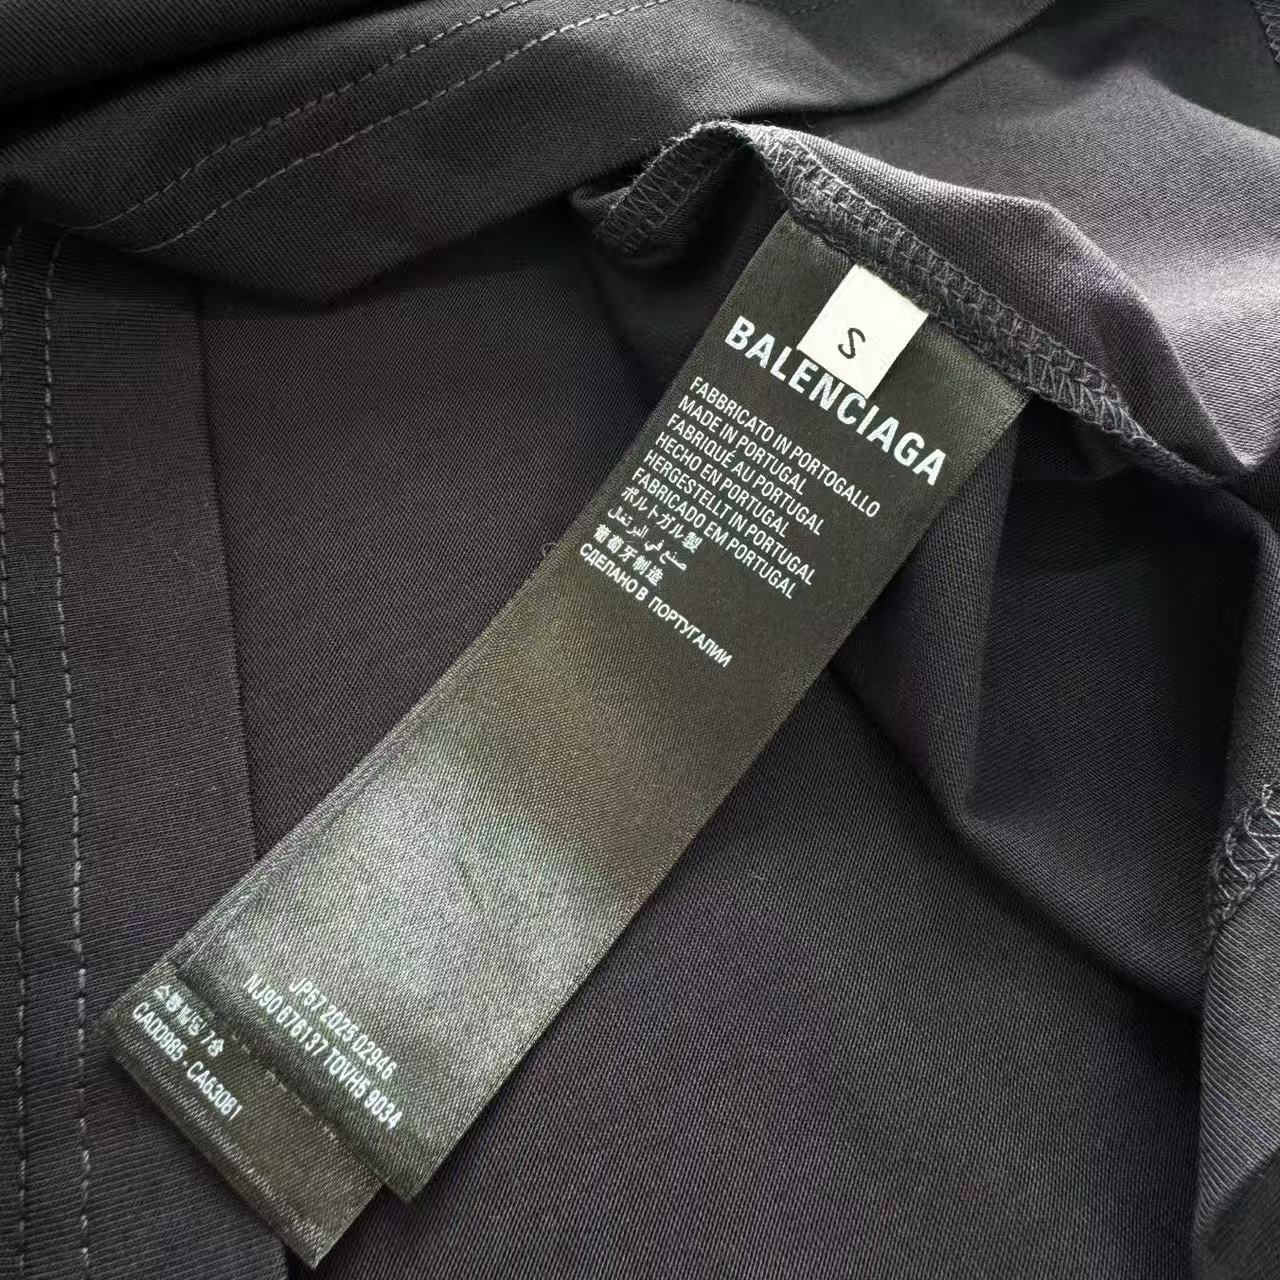 S
BALENCIAGA
FABBRICATO IN PORTOGALLO
MADE IN PORTUGAL
FABRIQUÉ AU PORTUGAL
HECHO EN PORTUGAL
HERGESTELLT IN PORTUGAL
FABRICADO EM PORTUGAL
ポルトガル製
صنع في البرتغال
葡萄牙制造
СДЕЛАНО В ПОРТУГАЛИИ
JP57 2025 02946
NJ90 676137 TOVH5 9034
CA00985 - CA53081